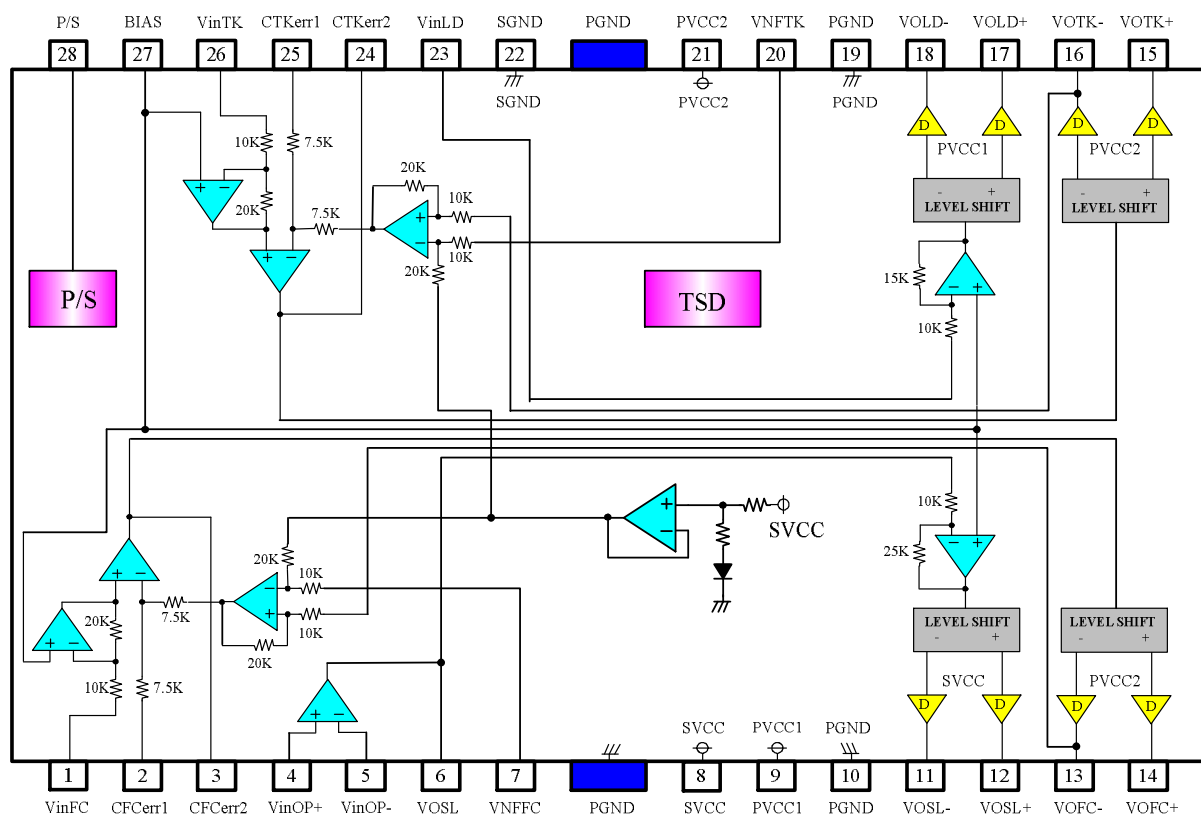 P/S BIAS VinTK CTKerr1 CTKerr2 VinLD SGND PGND PVCC2 VNFTK PGND VOLD- VOLD+ VOTK- VOTK+
28 27 26 25 24 23 22 21 20 19 18 17 16 15
SGND PVCC2 PGND
D D D D
10K 7.5K
PVCC1 PVCC2
20K 10K
+ - - + - +
20K LEVEL SHIFT LEVEL SHIFT
7.5K +
-
10K
+ -
20K 15K
P/S TSD
- +
10K
10K
+
SVCC
-
25K - +
20K 10K
+ - -
+
20K 7.5K 10K LEVEL SHIFT LEVEL SHIFT
- + - +
+ - 20K
10K 7.5K SVCC PVCC2
D D D D
+ - SVCC PVCC1 PGND
1 2 3 4 5 6 7 8 9 10 11 12 13 14
VinFC CFCerr1 CFCerr2 VinOP+ VinOP- VOSL VNFFC PGND SVCC PVCC1 PGND VOSL- VOSL+ VOFC- VOFC+